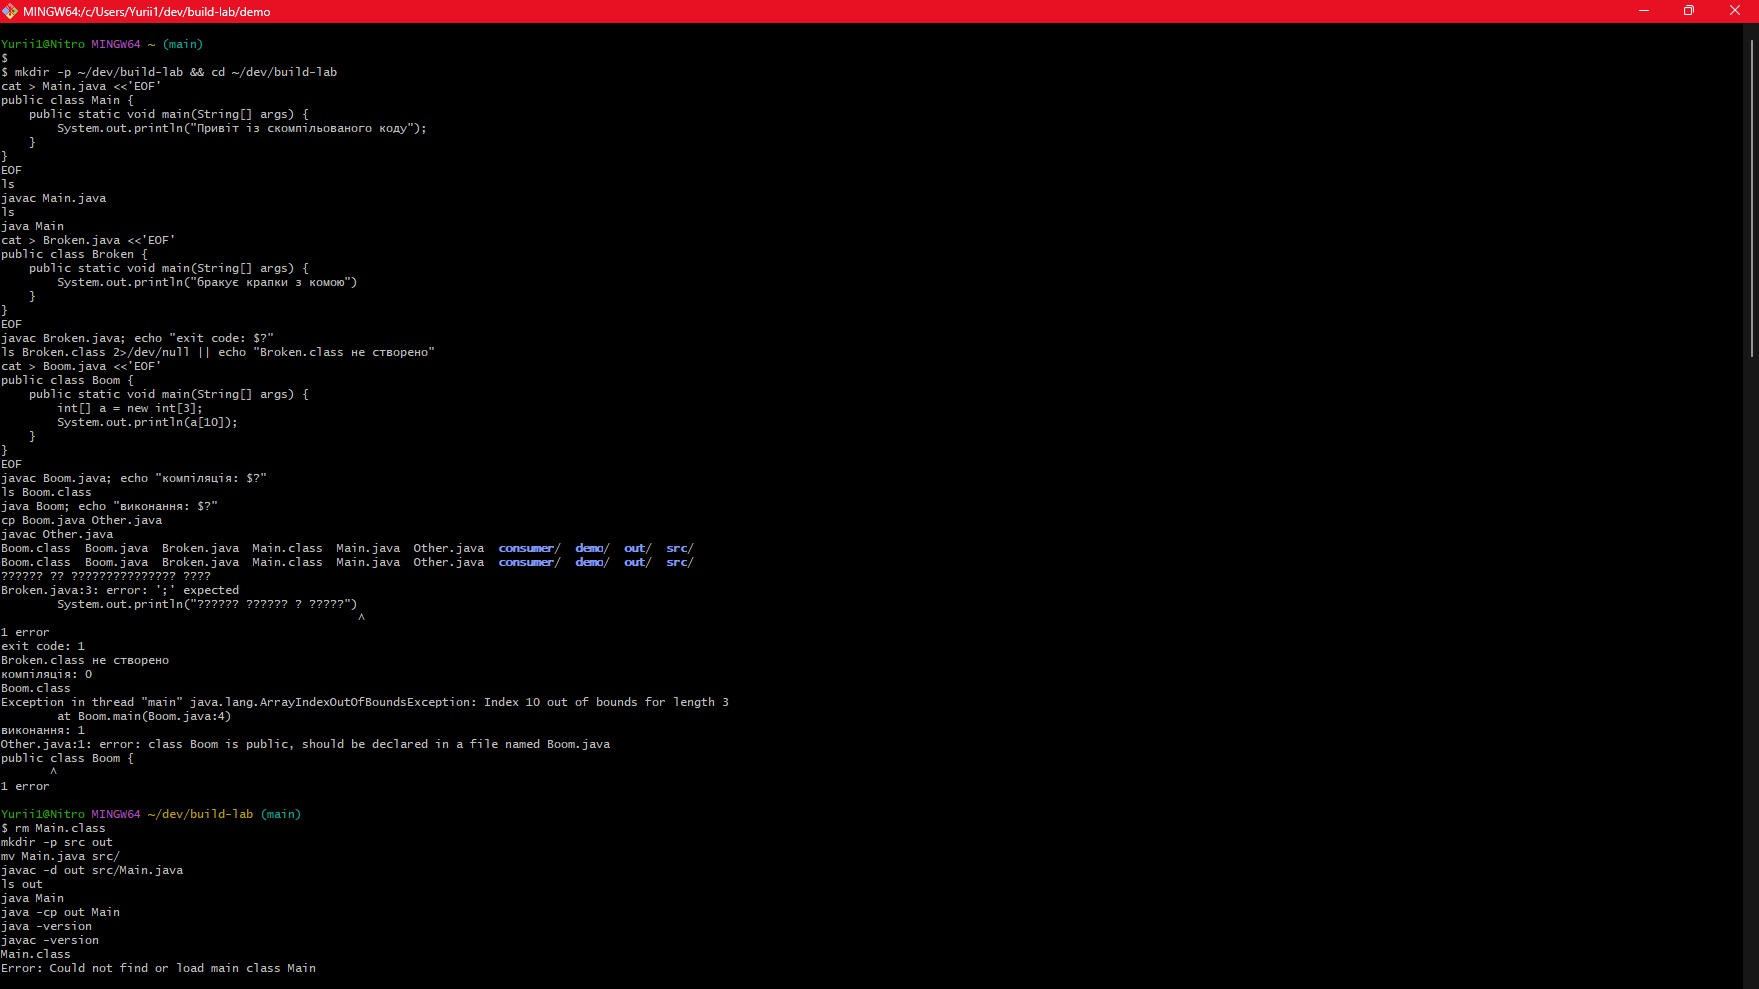 MINGW64:/c/Users/Yurii1/dev/build-lab/demo
Yurii1@Nitro MINGW64 ~ (main)
$
$ mkdir -p ~/dev/build-lab && cd ~/dev/build-lab
cat > Main.java <<'EOF'
public class Main {
    public static void main(String[] args) {
        System.out.println("Привіт із скомпільованого коду");
    }
}
EOF
ls
javac Main.java
ls
java Main
cat > Broken.java <<'EOF'
public class Broken {
    public static void main(String[] args) {
        System.out.println("бракує крапки з комою")
    }
}
EOF
javac Broken.java; echo "exit code: $?"
ls Broken.class 2>/dev/null || echo "Broken.class не створено"
cat > Boom.java <<'EOF'
public class Boom {
    public static void main(String[] args) {
        int[] a = new int[3];
        System.out.println(a[10]);
    }
}
EOF
javac Boom.java; echo "компіляція: $?"
ls Boom.class
java Boom; echo "виконання: $?"
cp Boom.java Other.java
javac Other.java
Boom.class  Boom.java  Broken.java  Main.class  Main.java  Other.java  consumer/  demo/  out/  src/
Boom.class  Boom.java  Broken.java  Main.class  Main.java  Other.java  consumer/  demo/  out/  src/
?????? ?? ??????????????? ????
Broken.java:3: error: ';' expected
        System.out.println("?????? ?????? ? ?????")
                                                   ^
1 error
exit code: 1
Broken.class не створено
компіляція: 0
Boom.class
Exception in thread "main" java.lang.ArrayIndexOutOfBoundsException: Index 10 out of bounds for length 3
        at Boom.main(Boom.java:4)
виконання: 1
Other.java:1: error: class Boom is public, should be declared in a file named Boom.java
public class Boom {
       ^
1 error
Yurii1@Nitro MINGW64 ~/dev/build-lab (main)
$ rm Main.class
mkdir -p src out
mv Main.java src/
javac -d out src/Main.java
ls out
java Main
java -cp out Main
java -version
javac -version
Main.class
Error: Could not find or load main class Main